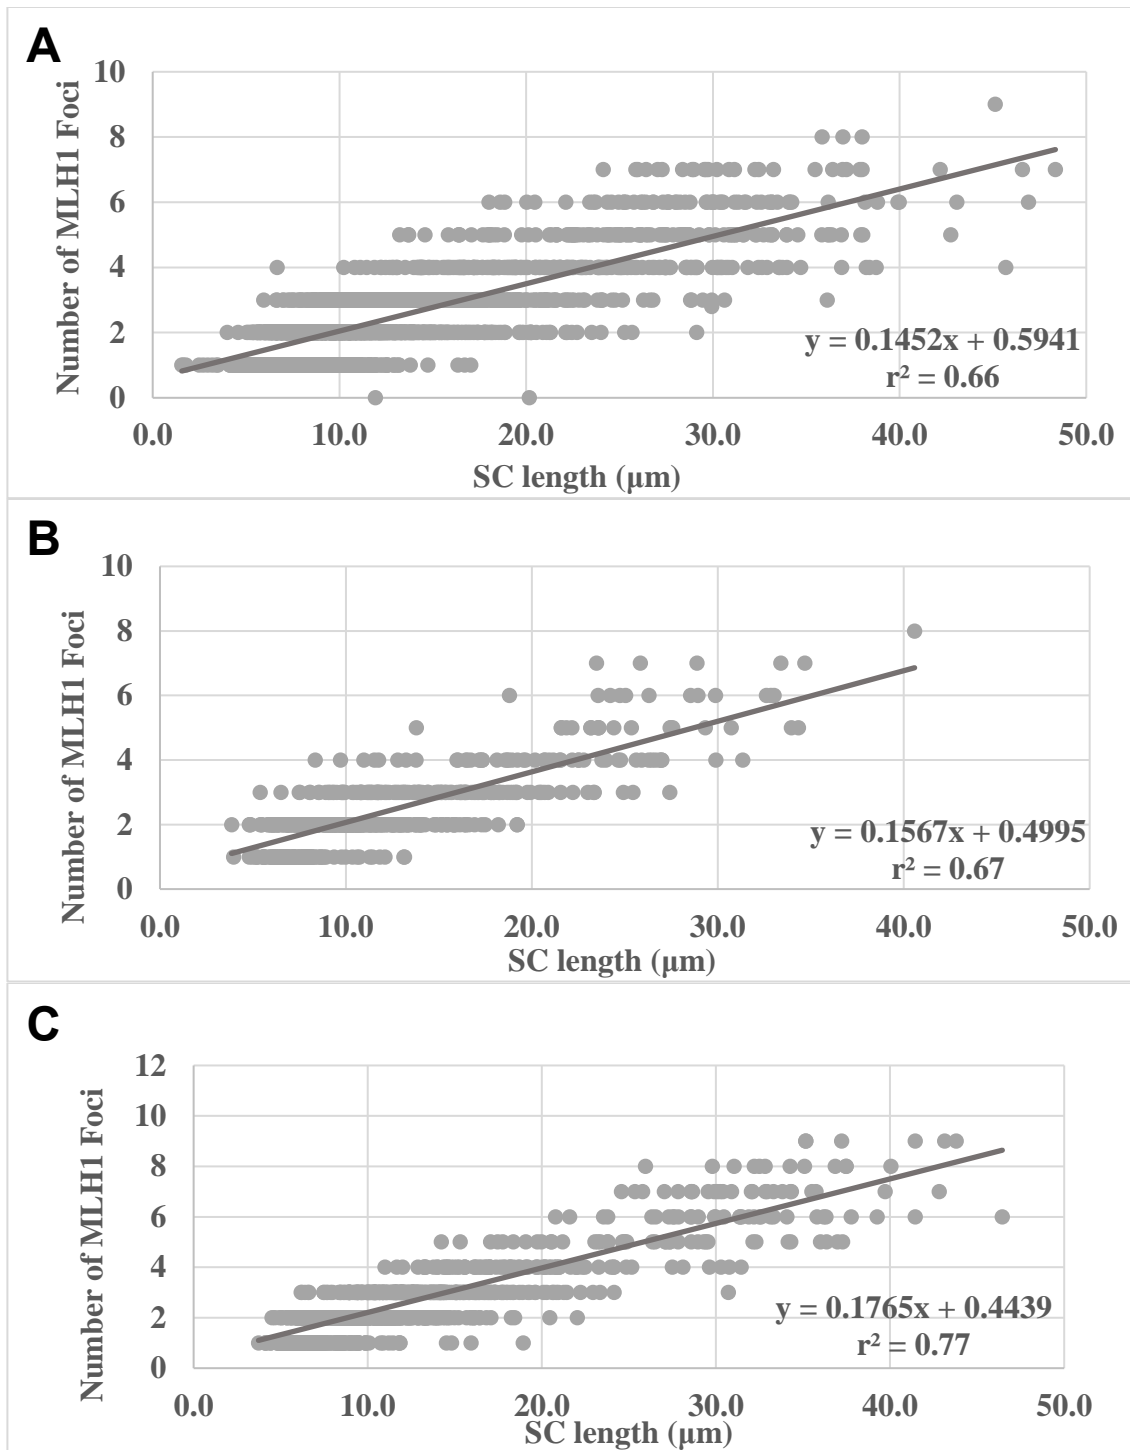 A
Number of MLH1 Foci
10
8
6
4
2
0
0.0 10.0 20.0 30.0 40.0 50.0
SC length (μm)
y = 0.1452x + 0.5941
r² = 0.66
B
Number of MLH1 Foci
10
8
6
4
2
0
0.0 10.0 20.0 30.0 40.0 50.0
SC length (μm)
y = 0.1567x + 0.4995
r² = 0.67
C
Number of MLH1 Foci
12
10
8
6
4
2
0
0.0 10.0 20.0 30.0 40.0 50.0
SC length (μm)
y = 0.1765x + 0.4439
r² = 0.77